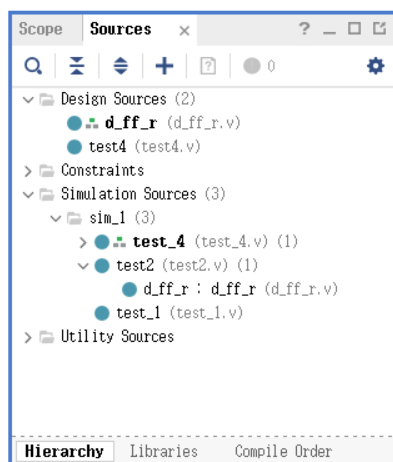 Scope Sources × ?
0
Design Sources (2)
d_ff_r (d_ff_r.v)
test4 (test4.v)
Constraints
Simulation Sources (3)
sim_1 (3)
test_4 (test_4.v) (1)
test2 (test2.v) (1)
d_ff_r : d_ff_r (d_ff_r.v)
test_1 (test_1.v)
Utility Sources
Hierarchy Libraries Compile Order